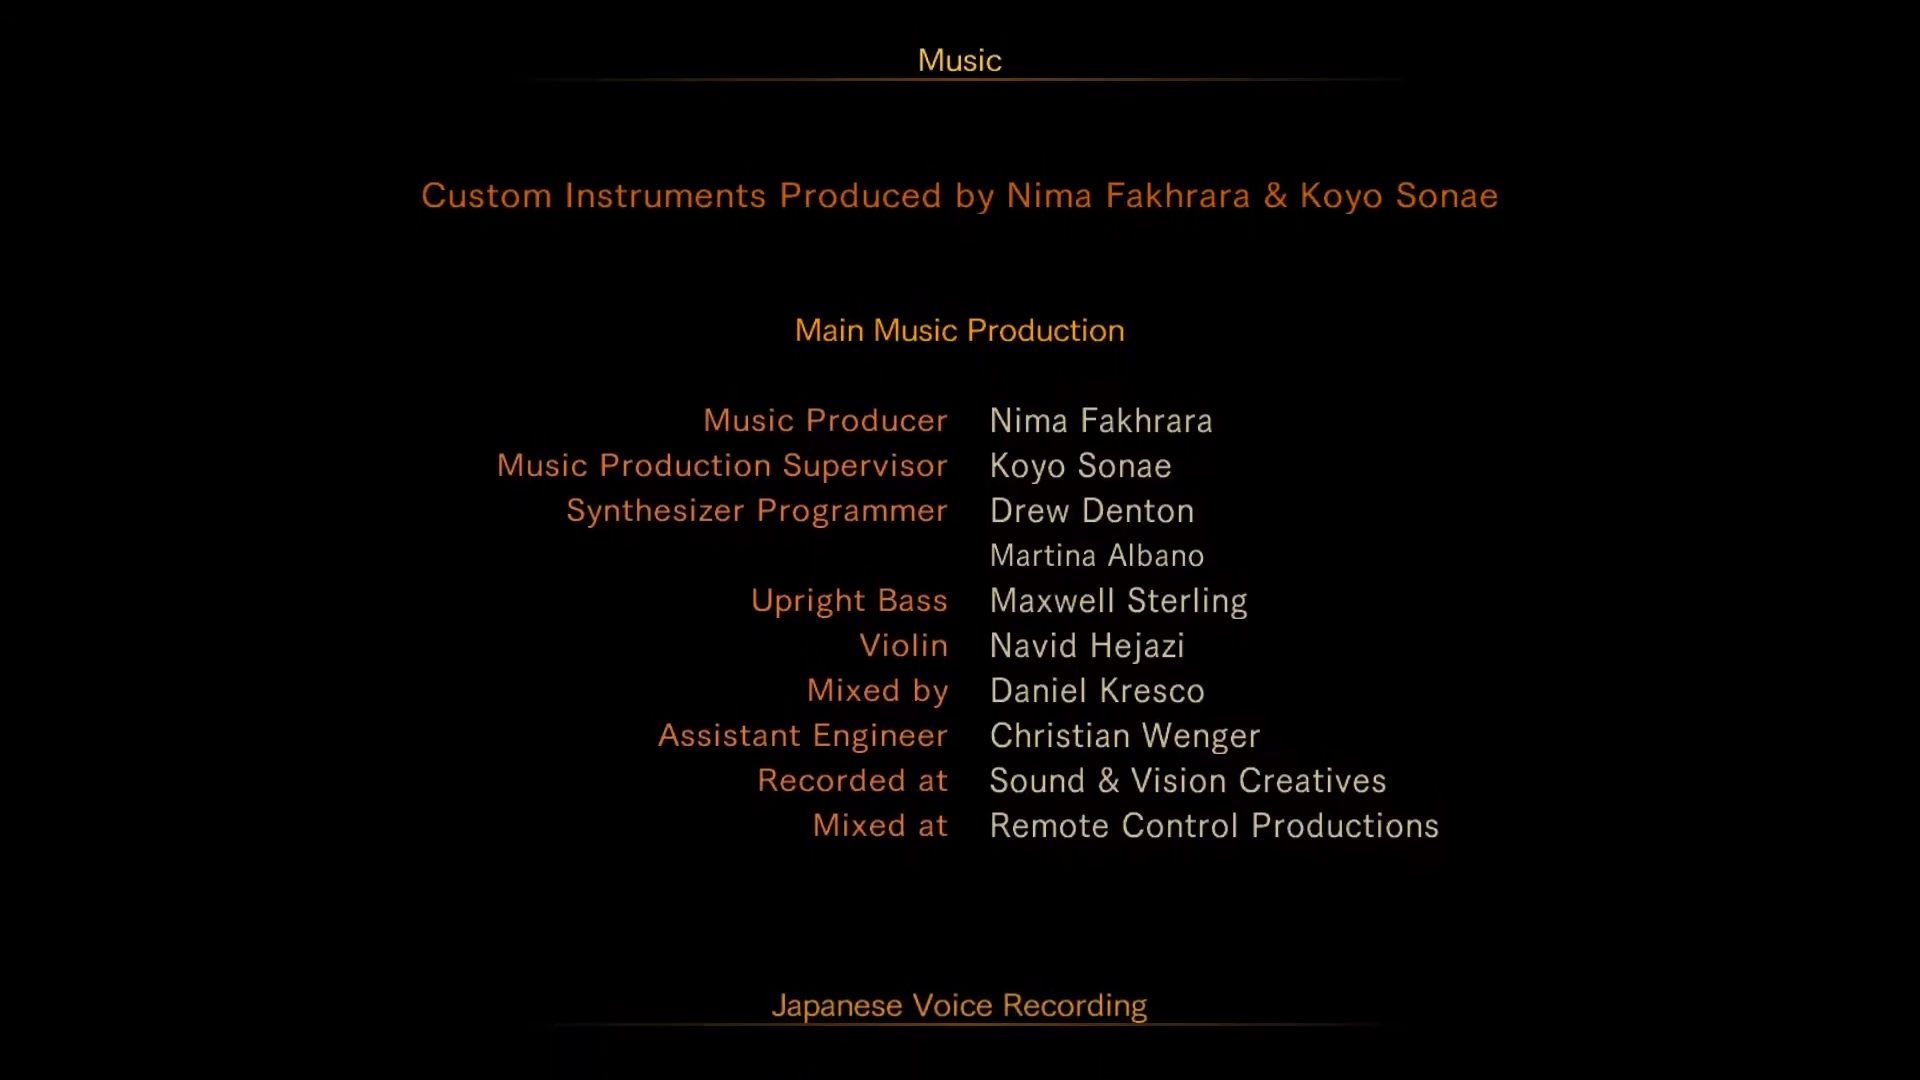 Music
Custom Instruments Produced by Nima Fakhrara & Koyo Sonae
Main Music Production
Music Producer Nima Fakhrara
Music Production Supervisor Koyo Sonae
Synthesizer Programmer Drew Denton
Martina Albano
Upright Bass Maxwell Sterling
Violin Navid Hejazi
Mixed by Daniel Kresco
Assistant Engineer Christian Wenger
Recorded at Sound & Vision Creatives
Mixed at Remote Control Productions
Japanese Voice Recording